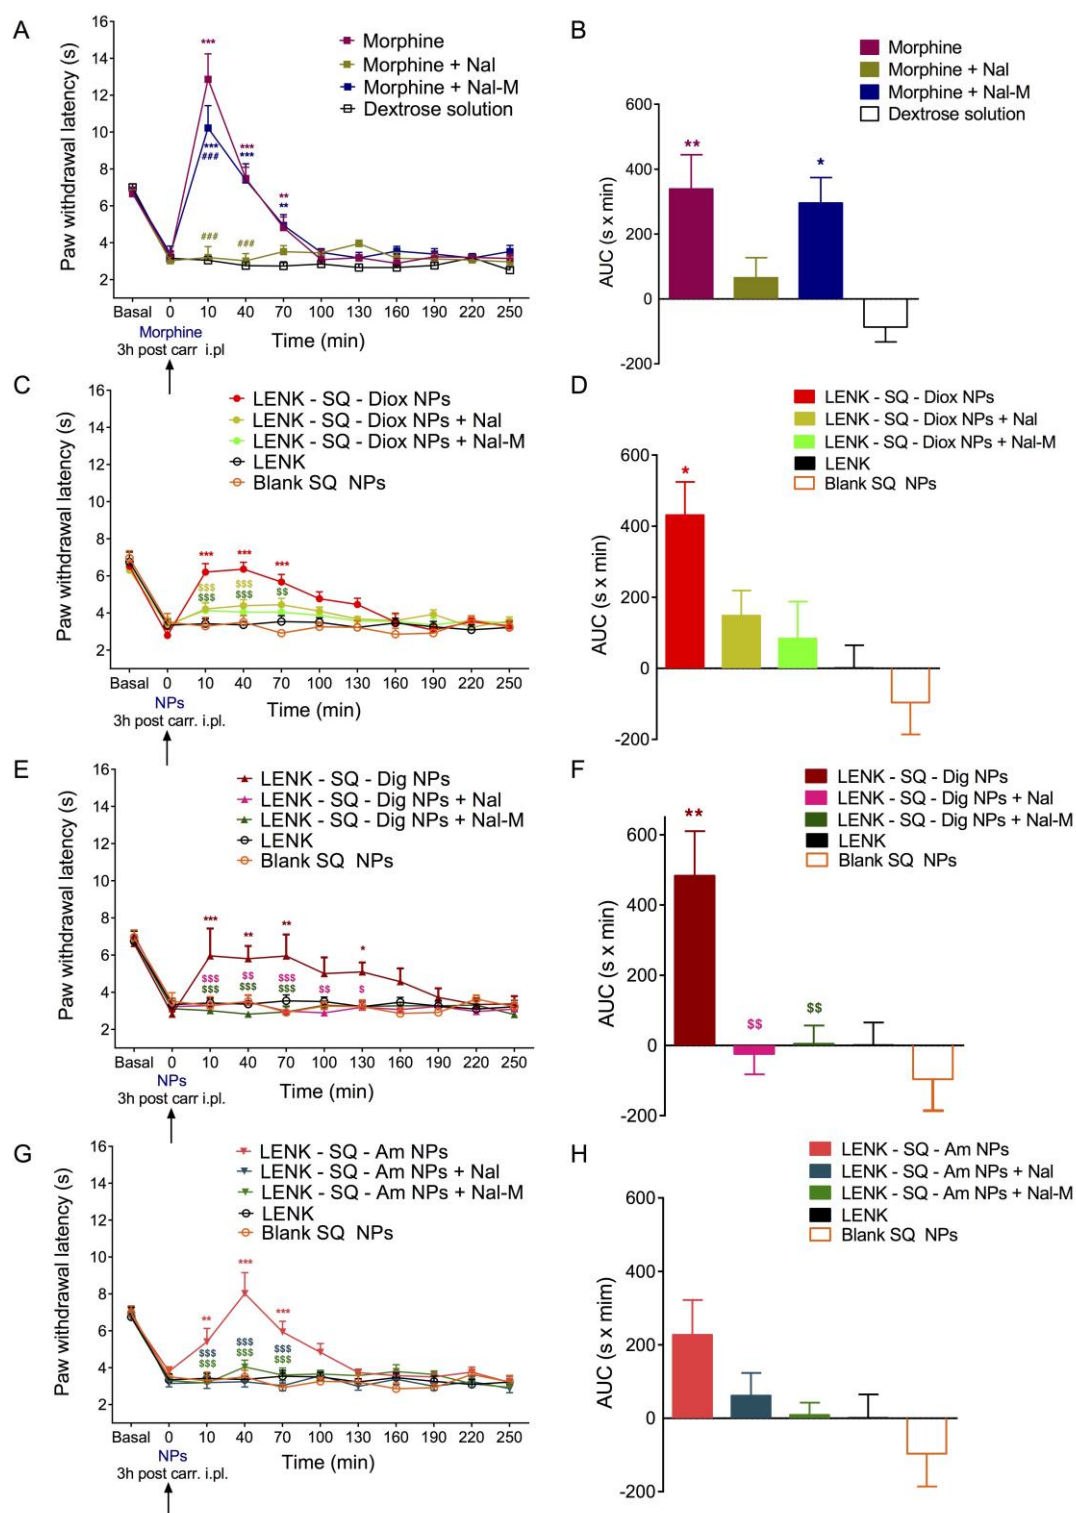 A
Paw withdrawal latency (s)
16
14
12
10
8
6
4
2
***
***
###
***
***
**
**
###
###
Morphine
Morphine + Nal
Morphine + Nal-M
Dextrose solution
Basal 0 10 40 70 100 130 160 190 220 250
Morphine
3h post carr i.pl
Time (min)
B
AUC (s x min)
600
400
200
0
-200
**
*
Morphine
Morphine + Nal
Morphine + Nal-M
Dextrose solution
C
Paw withdrawal latency (s)
16
14
12
10
8
6
4
2
LENK - SQ - Diox NPs
LENK - SQ - Diox NPs + Nal
LENK - SQ - Diox NPs + Nal-M
LENK
Blank SQ NPs
*** *** ***
$$$ $$$ $$
$$$ $$$
Basal 0 10 40 70 100 130 160 190 220 250
NPs
3h post carr. i.pl.
Time (min)
D
AUC (s x min)
600
400
200
0
-200
*
LENK - SQ - Diox NPs
LENK - SQ - Diox NPs + Nal
LENK - SQ - Diox NPs + Nal-M
LENK
Blank SQ NPs
E
Paw withdrawal latency (s)
16
14
12
10
8
6
4
2
LENK - SQ - Dig NPs
LENK - SQ - Dig NPs + Nal
LENK - SQ - Dig NPs + Nal-M
LENK
Blank SQ NPs
*** ** ** *
$$$ $$ $$$ $$ $
$$$ $$$ $$$
Basal 0 10 40 70 100 130 160 190 220 250
NPs
3h post carr i.pl.
Time (min)
F
AUC (s x min)
600
400
200
0
-200
**
$$
$$
LENK - SQ - Dig NPs
LENK - SQ - Dig NPs + Nal
LENK - SQ - Dig NPs + Nal-M
LENK
Blank SQ NPs
G
Paw withdrawal latency (s)
16
14
12
10
8
6
4
2
LENK - SQ - Am NPs
LENK - SQ - Am NPs + Nal
LENK - SQ - Am NPs + Nal-M
LENK
Blank SQ NPs
** *** ***
$$$ $$$ $$$
$$$ $$$ $$$
Basal 0 10 40 70 100 130 160 190 220 250
NPs
3h post carr. i.pl.
Time (min)
H
AUC (s x mim)
600
400
200
0
-200
LENK - SQ - Am NPs
LENK - SQ - Am NPs + Nal
LENK - SQ - Am NPs + Nal-M
LENK
Blank SQ NPs